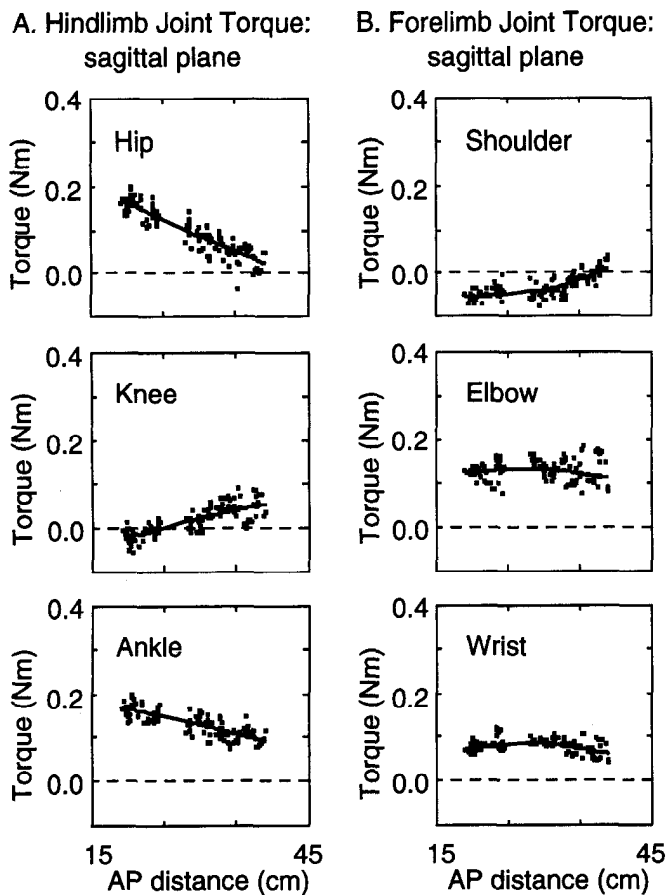 A. Hindlimb Joint Torque:
sagittal plane
B. Forelimb Joint Torque:
sagittal plane
0.4
Hip
Torque (Nm)
0.2
0.0
0.4
Shoulder
Torque (Nm)
0.2
0.0
0.4
Knee
Torque (Nm)
0.2
0.0
0.4
Elbow
Torque (Nm)
0.2
0.0
0.4
Ankle
Torque (Nm)
0.2
0.0
15
45
AP distance (cm)
0.4
Wrist
Torque (Nm)
0.2
0.0
15
45
AP distance (cm)